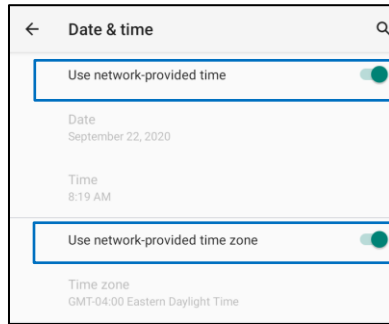 Date & time
Use network-provided time
Date
September 22, 2020
Time
8:19 AM
Use network-provided time zone
Time zone
GMT-04:00 Eastern Daylight Time